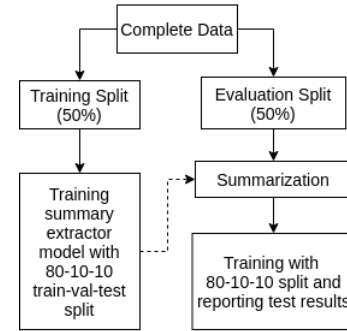 Complete Data
Training Split
(50%)
Evaluation Split
(50%)
Training
summary
extractor
model with
80-10-10
train-val-test
split
Summarization
Training with
80-10-10 split and
reporting test results